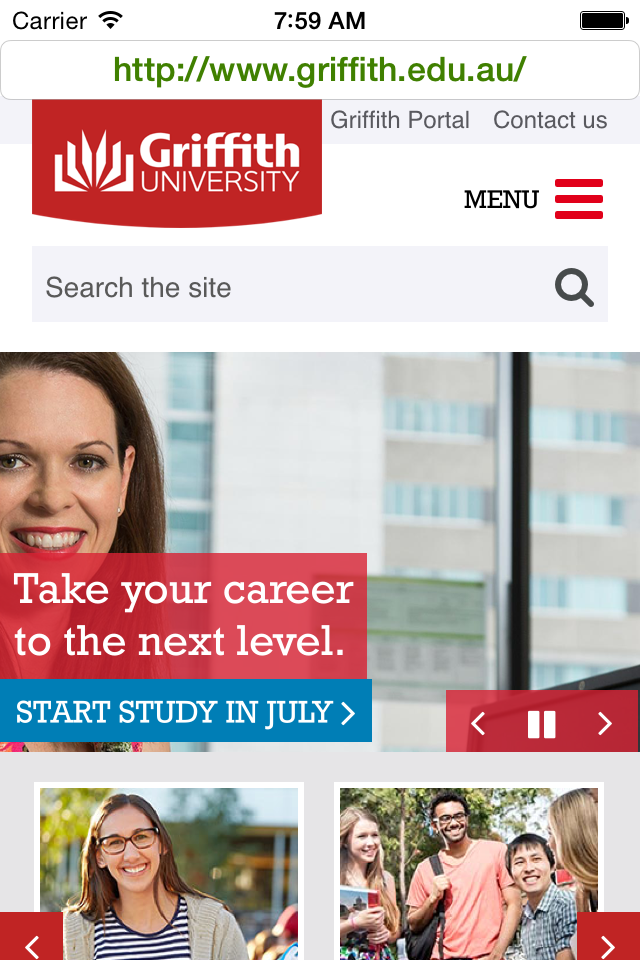 Carrier 7:59 AM
http://www.griffith.edu.au/
Griffith Portal Contact us
Griffith
UNIVERSITY
MENU
Search the site
Take your career
to the next level.
START STUDY IN JULY